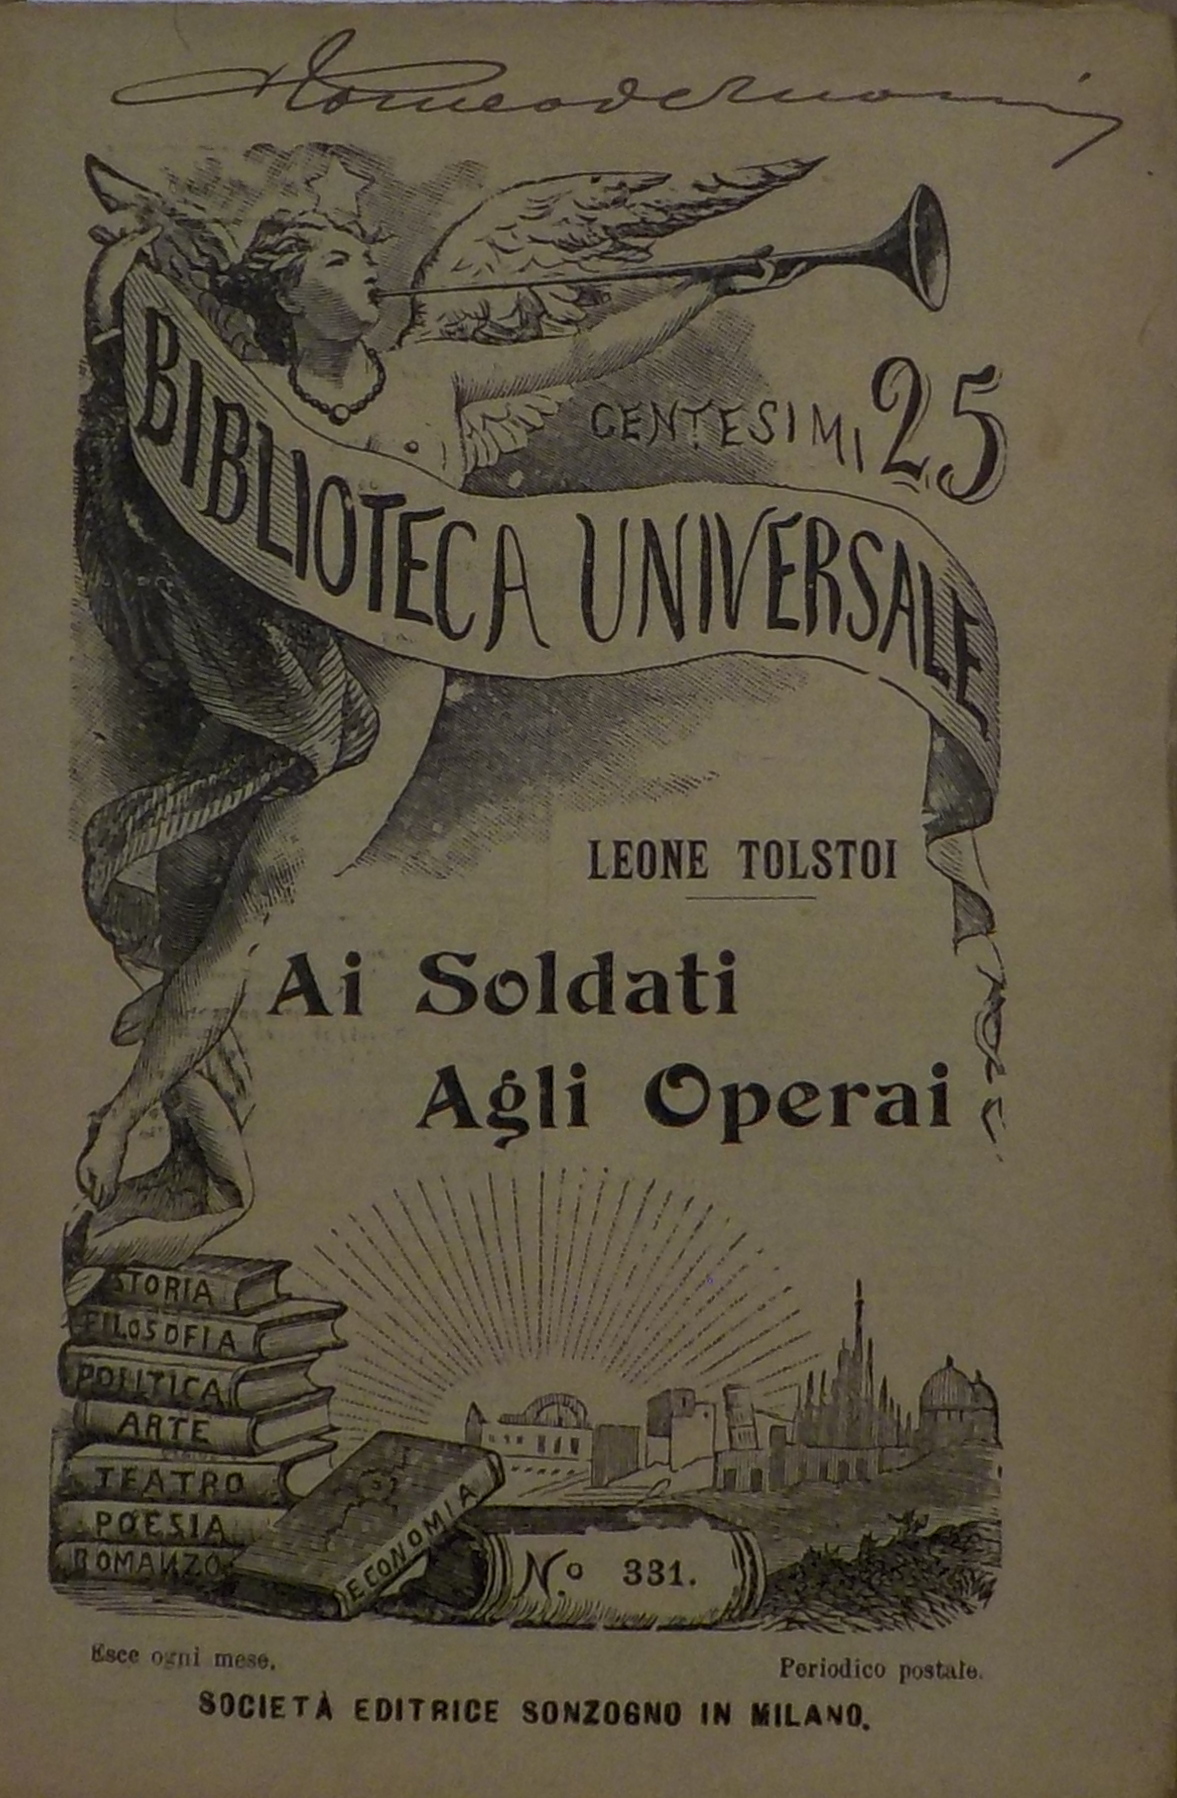 CENTESIMI 25
BIBLIOTECA UNIVERSALE
LEONE TOLSTOI
Ai Soldati
Agli Operai
STORIA
FILOSOFIA
POLITICA
ARTE
TEATRO
POESIA
ROMANZO
ECONOMIA
N.o 331.
Esce ogni mese.
Periodico postale.
SOCIETÀ EDITRICE SONZOGNO IN MILANO.